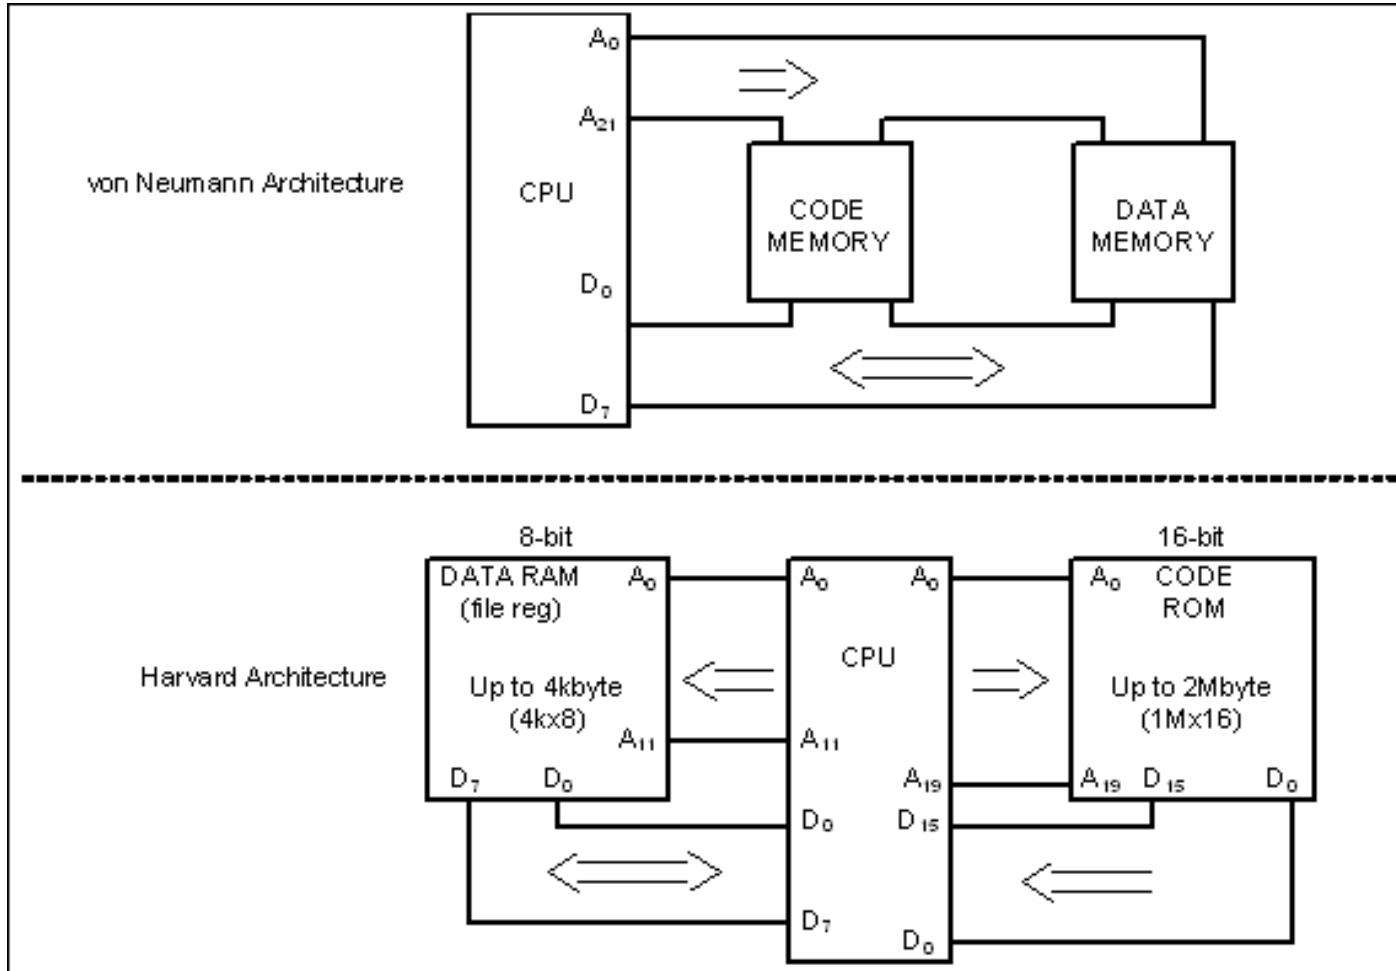 A₀
A₂₁
von Neumann Architecture
CPU
CODE
MEMORY
DATA
MEMORY
D₀
D₇
8-bit
16-bit
DATA RAM
(file reg)
A₀
A₀
A₀
A₀
CODE
ROM
Harvard Architecture
CPU
Up to 4kbyte
(4kx8)
Up to 2Mbyte
(1Mx16)
A₁₁
A₁₁
D₇
D₀
A₁₉
A₁₉
D₁₅
D₀
D₀
D₁₅
D₇
D₀